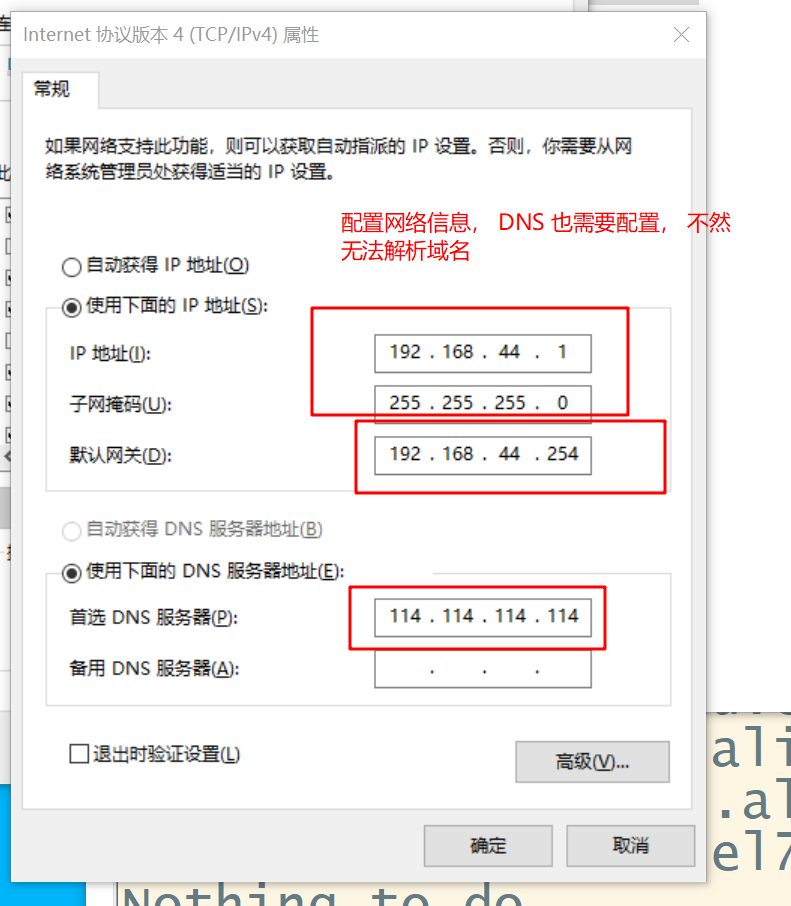 Internet 协议版本 4 (TCP/IPv4) 属性
常规
如果网络支持此功能，则可以获取自动指派的 IP 设置。否则，你需要从网
络系统管理员处获得适当的 IP 设置。
配置网络信息， DNS 也需要配置， 不然
无法解析域名
自动获得 IP 地址(O)
使用下面的 IP 地址(S):
IP 地址(I): 192 . 168 . 44 . 1
子网掩码(U): 255 . 255 . 255 . 0
默认网关(D): 192 . 168 . 44 . 254
自动获得 DNS 服务器地址(B)
使用下面的 DNS 服务器地址(E):
首选 DNS 服务器(P): 114 . 114 . 114 . 114
备用 DNS 服务器(A): . . .
退出时验证设置(L)
高级(V)...
ali
.al
确定 取消
el7
Nothing to do